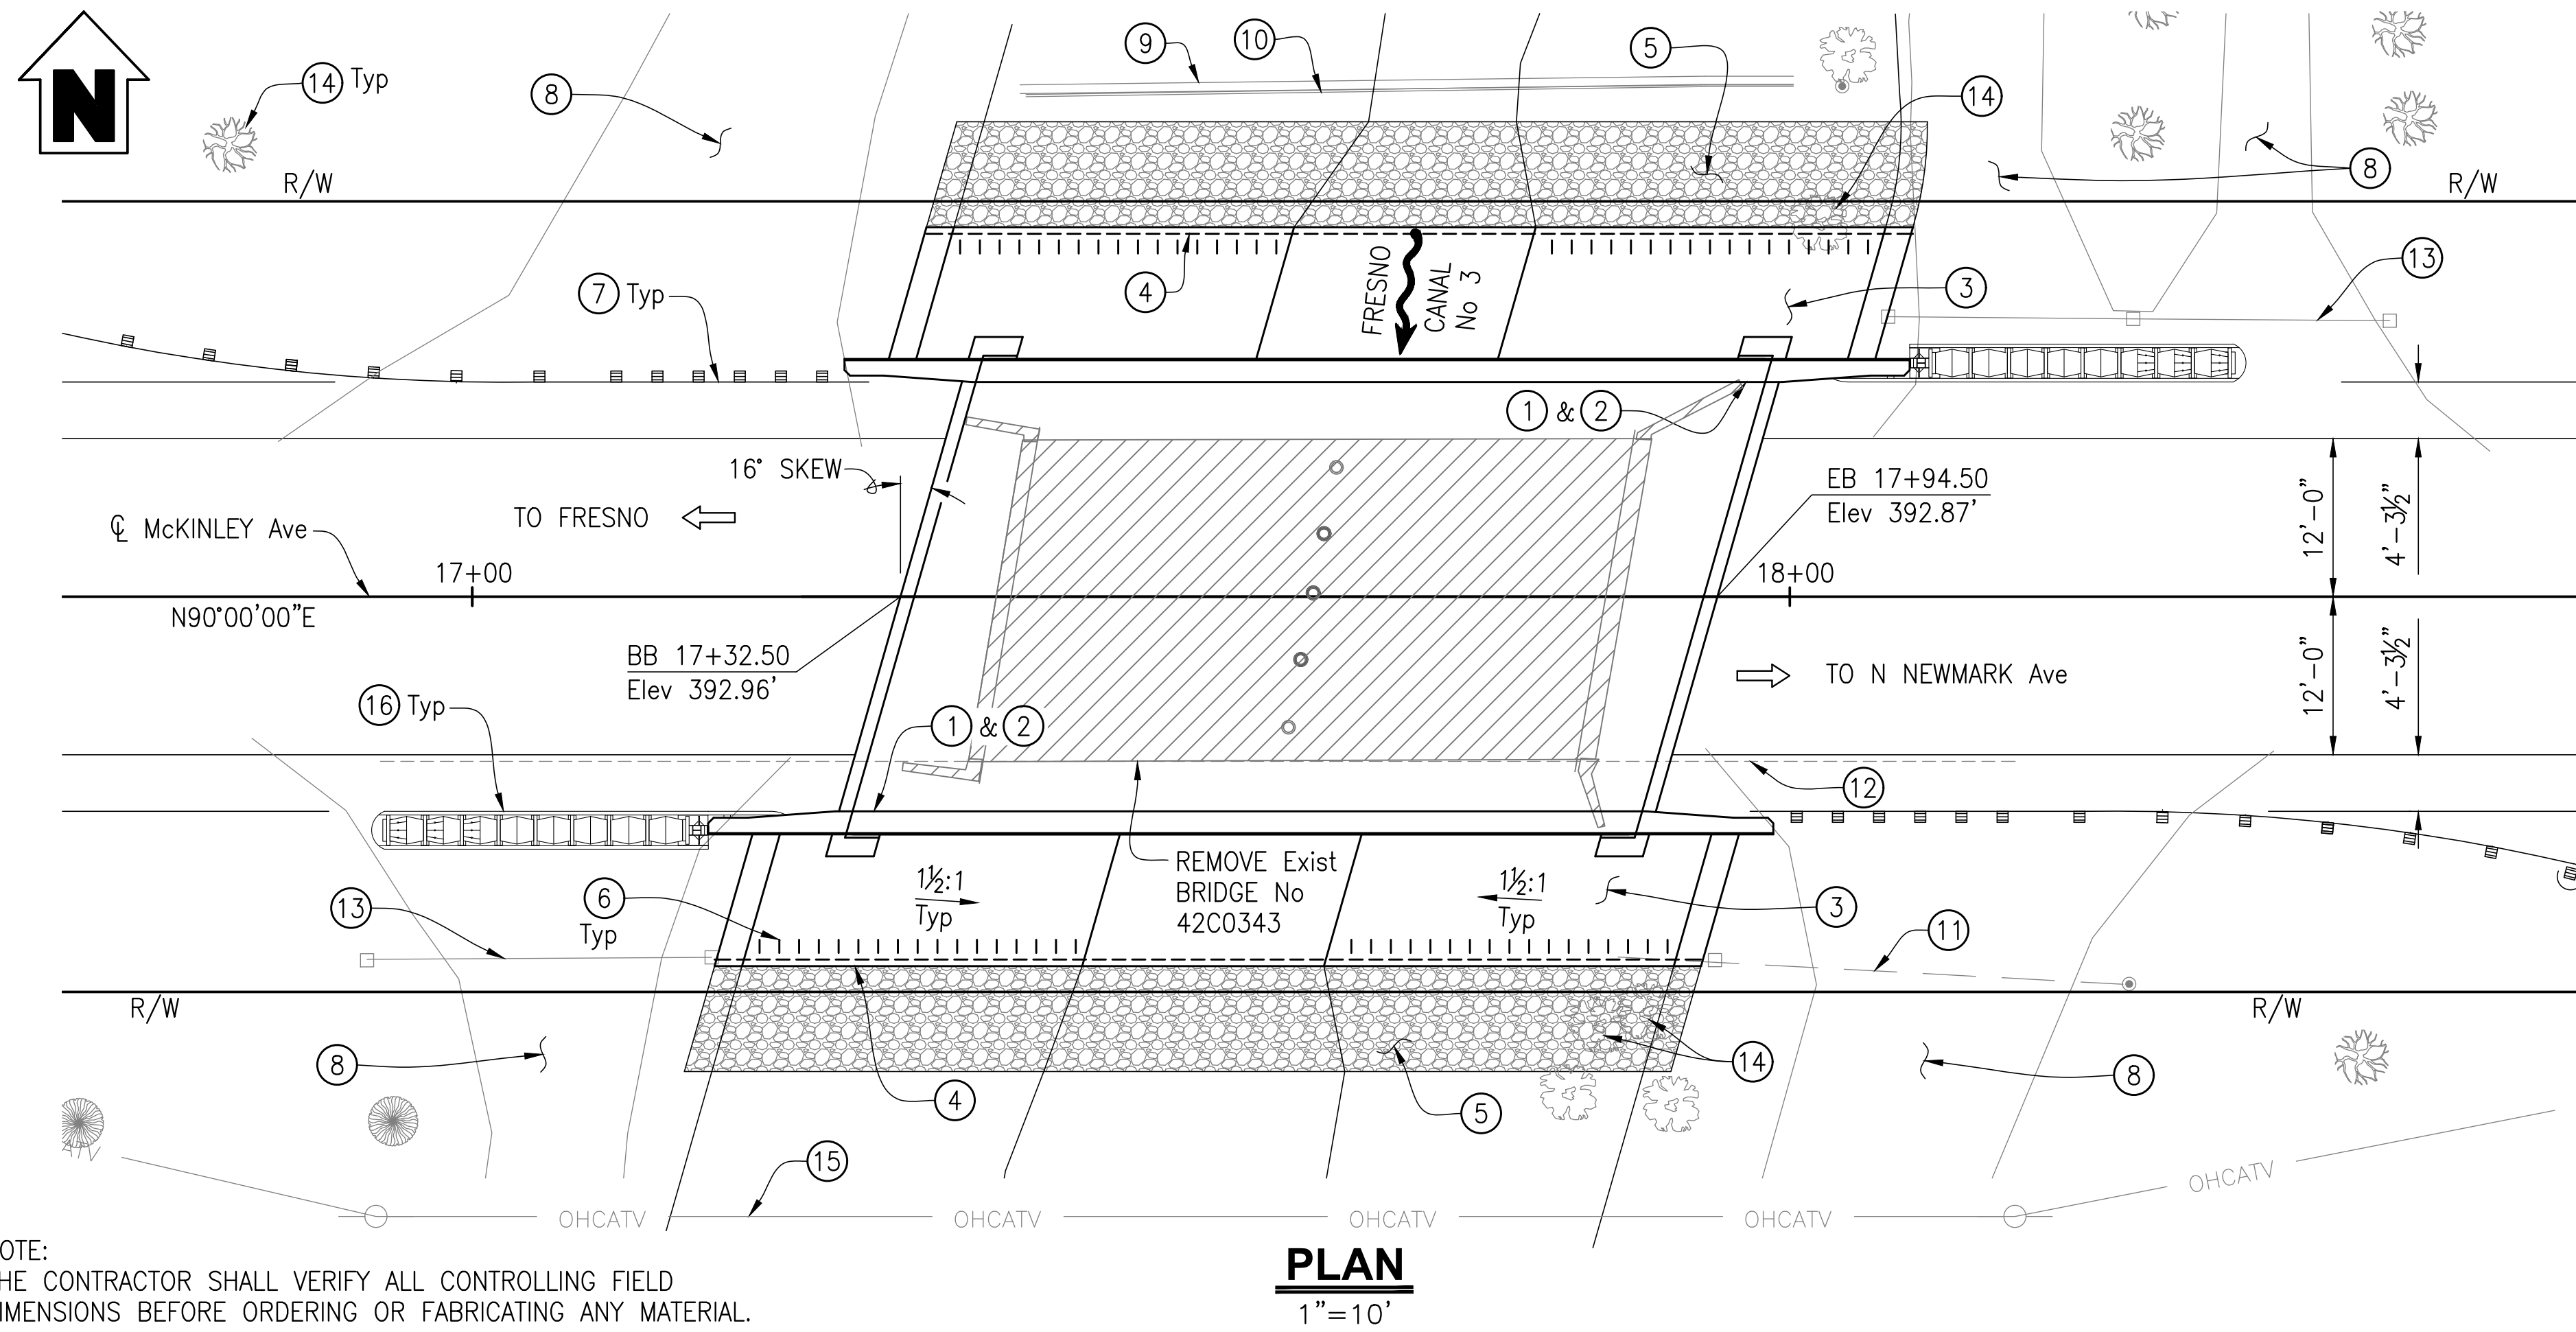 N
9
10
5
14 Typ
8
14
R/W
8
R/W
13
7 Typ
4
FRESNO
CANAL
No 3
3
1 & 2
16° SKEW
EB 17+94.50
Elev 392.87'
12'-0"
4'-3½"
TO FRESNO
℄ McKINLEY Ave
17+00
18+00
N90°00'00"E
BB 17+32.50
Elev 392.96'
TO N NEWMARK Ave
12'-0"
4'-3½"
16 Typ
1 & 2
12
REMOVE Exist
BRIDGE No
42C0343
1½:1
Typ
1½:1
Typ
6
Typ
13
3
11
R/W
R/W
8
14
8
4
5
15
OHCATV
OHCATV
OHCATV
OHCATV
OHCATV
OTE:
HE CONTRACTOR SHALL VERIFY ALL CONTROLLING FIELD
IMENSIONS BEFORE ORDERING OR FABRICATING ANY MATERIAL.
PLAN
1"=10'